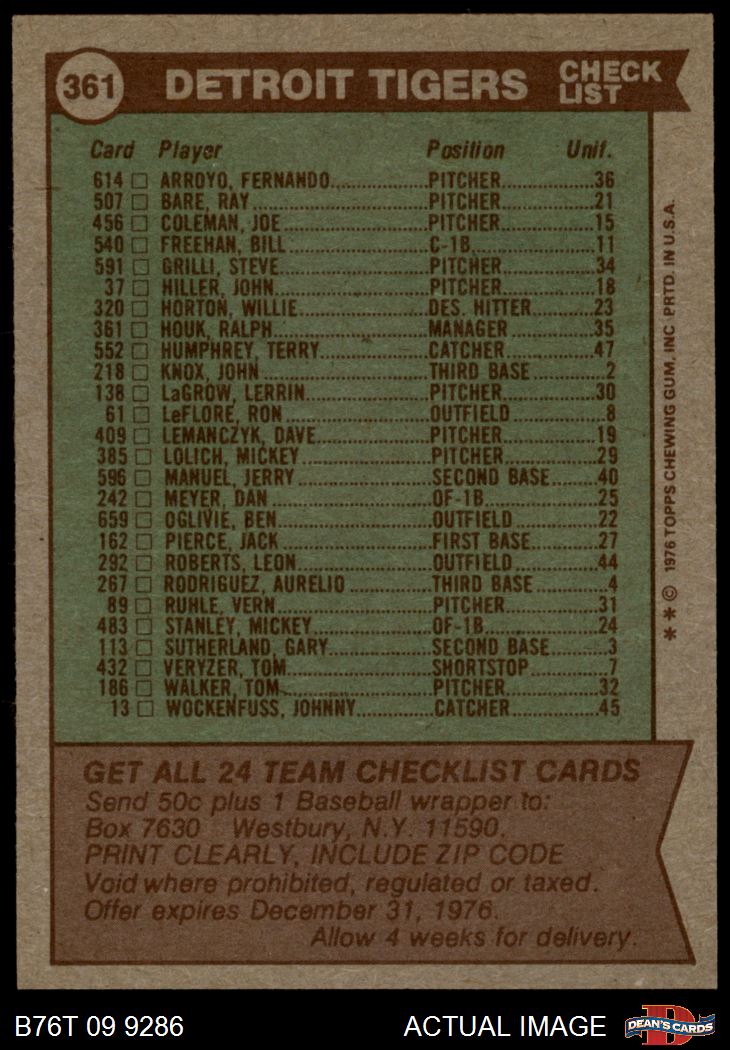 361 DETROIT TIGERS CHECK LIST
Card Player Position Unif.
614 □ ARROYO, FERNANDO PITCHER 36
507 □ BARE, RAY PITCHER 21
456 □ COLEMAN, JOE PITCHER 15
540 □ FREEHAN, BILL C-1B 11
591 □ GRILLI, STEVE PITCHER 34
37 □ HILLER, JOHN PITCHER 18
320 □ HORTON, WILLIE DES. HITTER 23
361 □ HOUK, RALPH MANAGER 35
552 □ HUMPHREY, TERRY CATCHER 47
218 □ KNOX, JOHN THIRD BASE 2
138 □ LaGROW, LERRIN PITCHER 30
61 □ LeFLORE, RON OUTFIELD 8
409 □ LEMANCZYK, DAVE PITCHER 19
385 □ LOLICH, MICKEY PITCHER 29
596 □ MANUEL, JERRY SECOND BASE 40
242 □ MEYER, DAN OF-1B 25
659 □ OGLIVIE, BEN OUTFIELD 22
162 □ PIERCE, JACK FIRST BASE 27
292 □ ROBERTS, LEON OUTFIELD 44
267 □ RODRIGUEZ, AURELIO THIRD BASE 4
89 □ RUHLE, VERN PITCHER 31
483 □ STANLEY, MICKEY OF-1B 24
113 □ SUTHERLAND, GARY SECOND BASE 3
432 □ VERYZER, TOM SHORTSTOP 7
186 □ WALKER, TOM PITCHER 32
13 □ WOCKENFUSS, JOHNNY CATCHER 45
* * © 1976 TOPPS CHEWING GUM, INC. PRTD. IN U.S.A.
GET ALL 24 TEAM CHECKLIST CARDS
Send 50c plus 1 Baseball wrapper to:
Box 7630 Westbury, N.Y. 11590.
PRINT CLEARLY, INCLUDE ZIP CODE
Void where prohibited, regulated or taxed.
Offer expires December 31, 1976.
Allow 4 weeks for delivery.
B76T 09 9286 ACTUAL IMAGE
D
DEAN'S CARDS